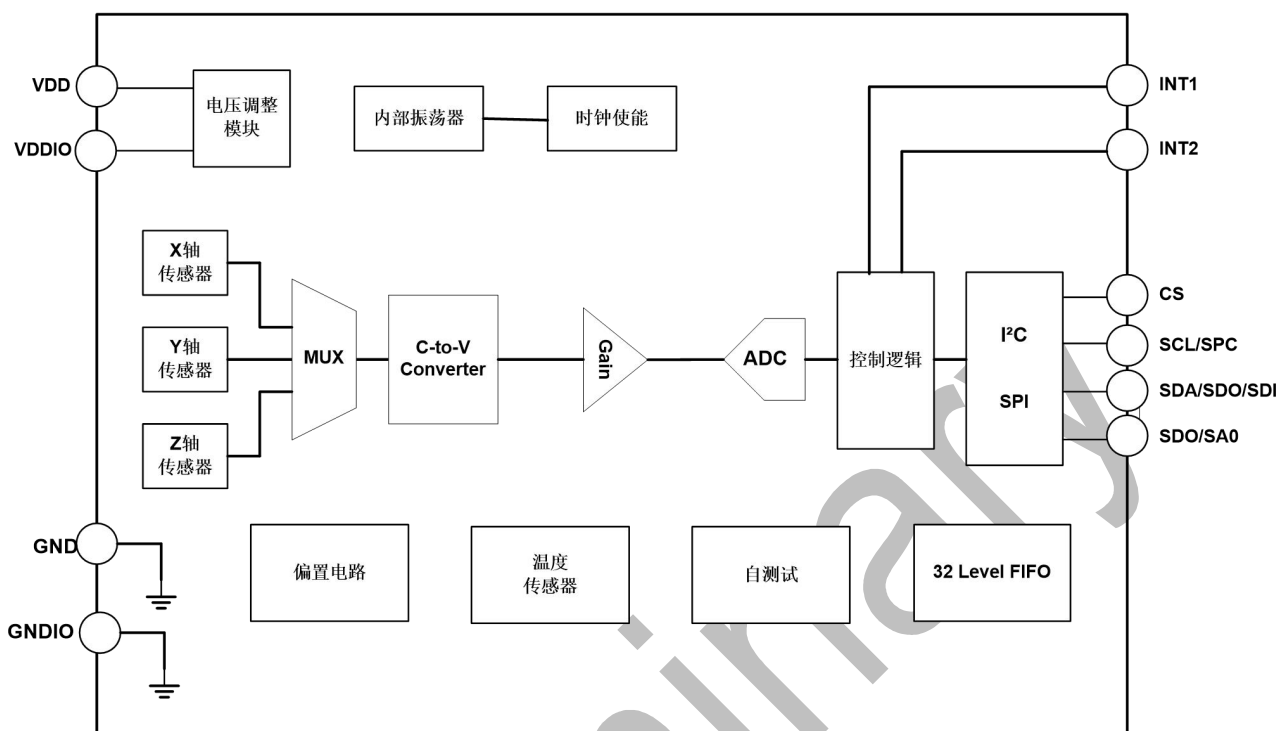 VDD
VDDIO
电压调整
模块
内部振荡器
时钟使能
INT1
INT2
X轴
传感器
Y轴
传感器
Z轴
传感器
MUX
C-to-V
Converter
Gain
ADC
控制逻辑
I²C
SPI
CS
SCL/SPC
SDA/SDO/SDI
SDO/SA0
GND
GNDIO
偏置电路
温度
传感器
自测试
32 Level FIFO
inary